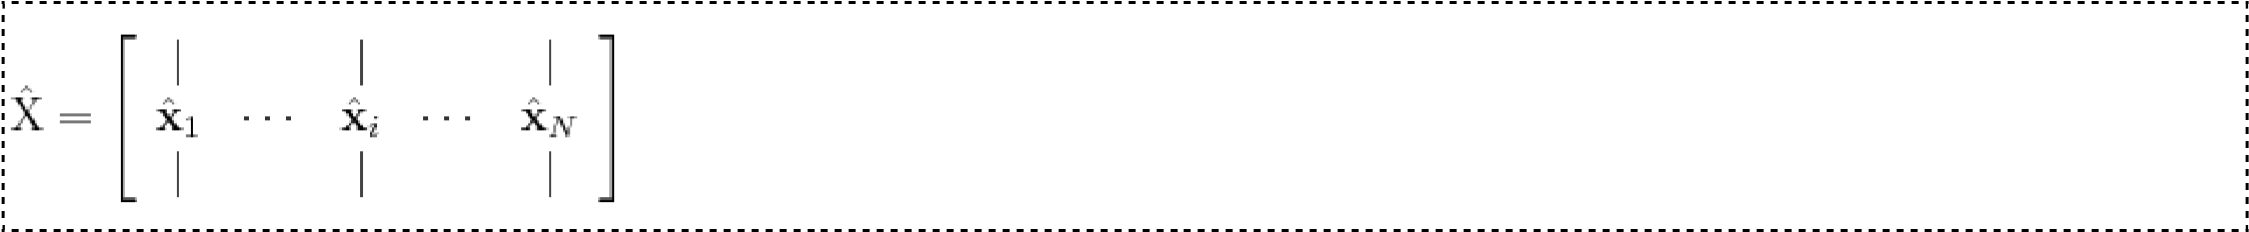 X̂ = [ | | |
x̂₁ ⋯ x̂ᵢ ⋯ x̂_N
| | | ]